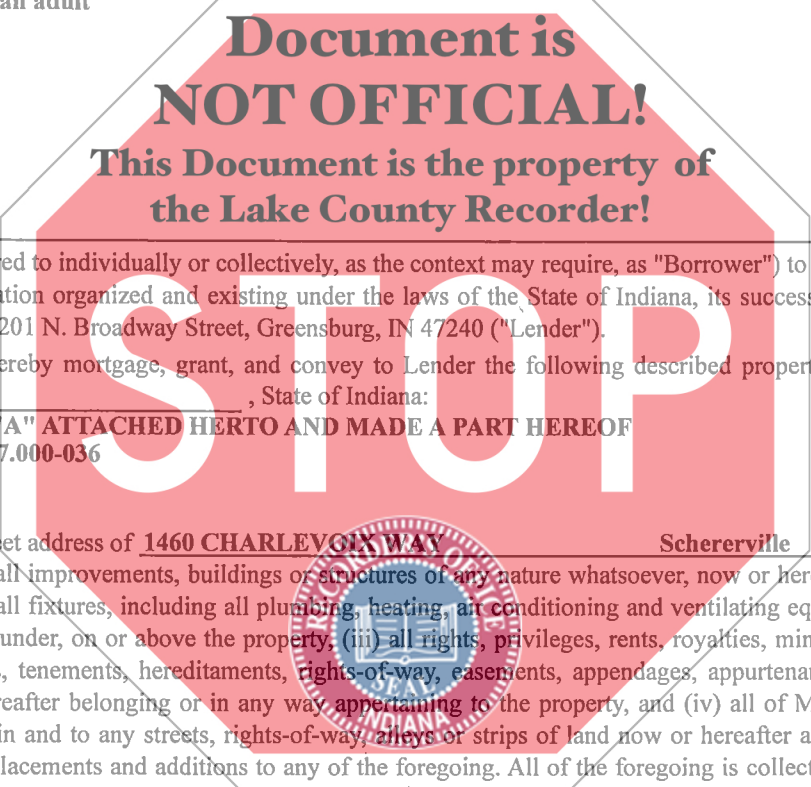 an adult
Document is
NOT OFFICIAL!
This Document is the property of
the Lake County Recorder!
ed to individually or collectively, as the context may require, as "Borrower") to
ation organized and existing under the laws of the State of Indiana, its success
201 N. Broadway Street, Greensburg, IN 47240 ("Lender").
ereby mortgage, grant, and convey to Lender the following described propert
, State of Indiana:
"A" ATTACHED HERTO AND MADE A PART HEREOF
7.000-036
STOP
et address of 1460 CHARLEVOIX WAY Schererville
all improvements, buildings or structures of any nature whatsoever, now or her
all fixtures, including all plumbing, heating, air conditioning and ventilating eq
under, on or above the property, (iii) all rights, privileges, rents, royalties, min
, tenements, hereditaments, rights-of-way, easements, appendages, appurtenan
reafter belonging or in any way appertaining to the property, and (iv) all of M
in and to any streets, rights-of-way, alleys or strips of land now or hereafter a
lacements and additions to any of the foregoing. All of the foregoing is collect
SEAL
INDIANA